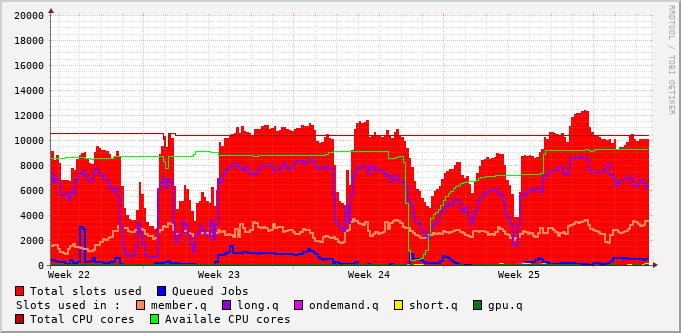 20000
18000
16000
14000
12000
10000
8000
6000
4000
2000
0
Week 22 Week 23 Week 24 Week 25
Total slots used Queued Jobs
Slots used in : member.q long.q ondemand.q short.q gpu.q
Total CPU cores Availale CPU cores
RRDTOOL / TOBI OETIKER